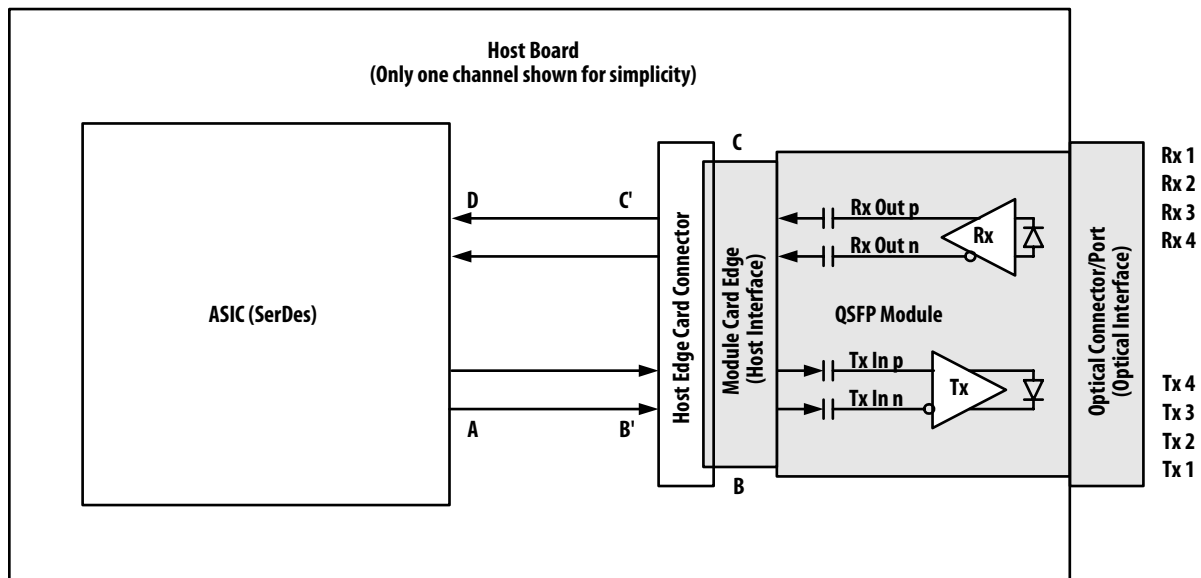 Host Board
(Only one channel shown for simplicity)
ASIC (SerDes)
D
C'
A
B'
Host Edge Card Connector
C
Module Card Edge
(Host Interface)
B
Rx Out p
Rx Out n
Rx
QSFP Module
Tx In p
Tx In n
Tx
Optical Connector/Port
(Optical Interface)
Rx 1
Rx 2
Rx 3
Rx 4
Tx 4
Tx 3
Tx 2
Tx 1